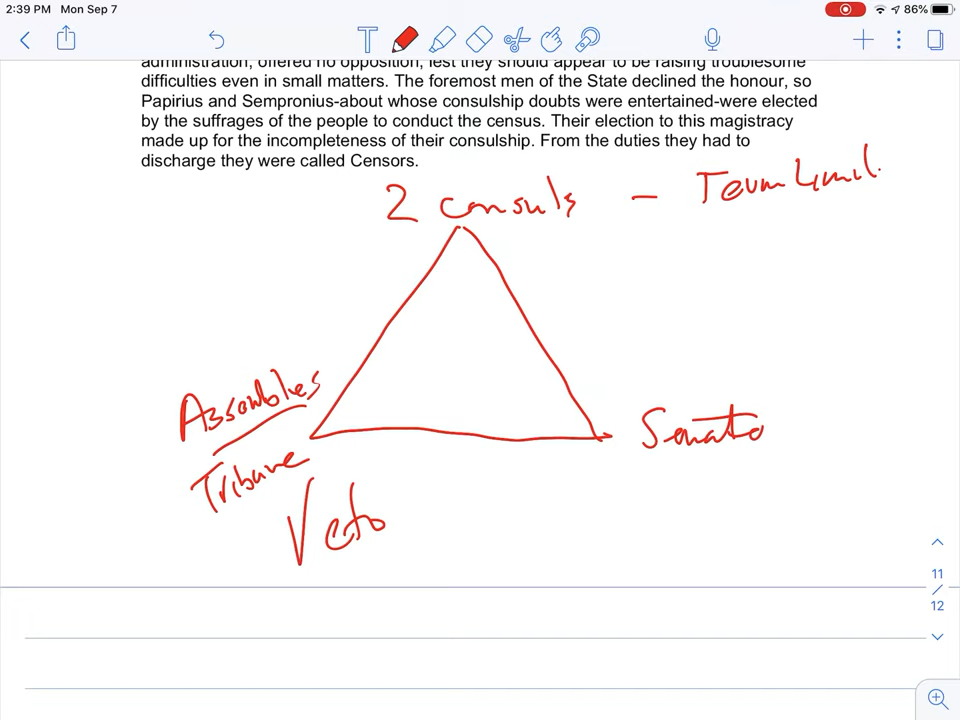 2:39 PM Mon Sep 7
86%
administration, offered no opposition, lest they should appear to be raising troublesome
difficulties even in small matters. The foremost men of the State declined the honour, so
Papirius and Sempronius-about whose consulship doubts were entertained-were elected
by the suffrages of the people to conduct the census. Their election to this magistracy
made up for the incompleteness of their consulship. From the duties they had to
discharge they were called Censors.
2 consuls - Term Limit
Assemblies
Tribune
Senate
Veto
11
/
12